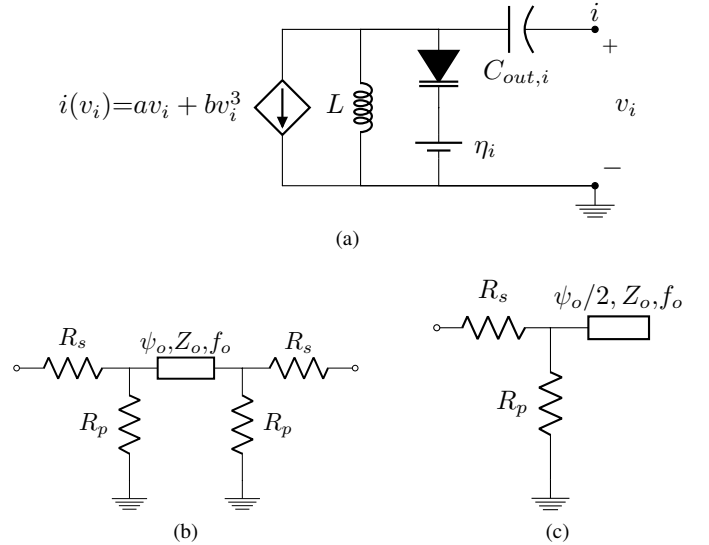 i
+
C_{out,i}
i(v_i)=av_i + bv_i^3
L
v_i
η_i
−
(a)
R_s
ψ_o,Z_o,f_o
R_s
R_p
R_p
(b)
R_s
ψ_o/2, Z_o,f_o
R_p
(c)